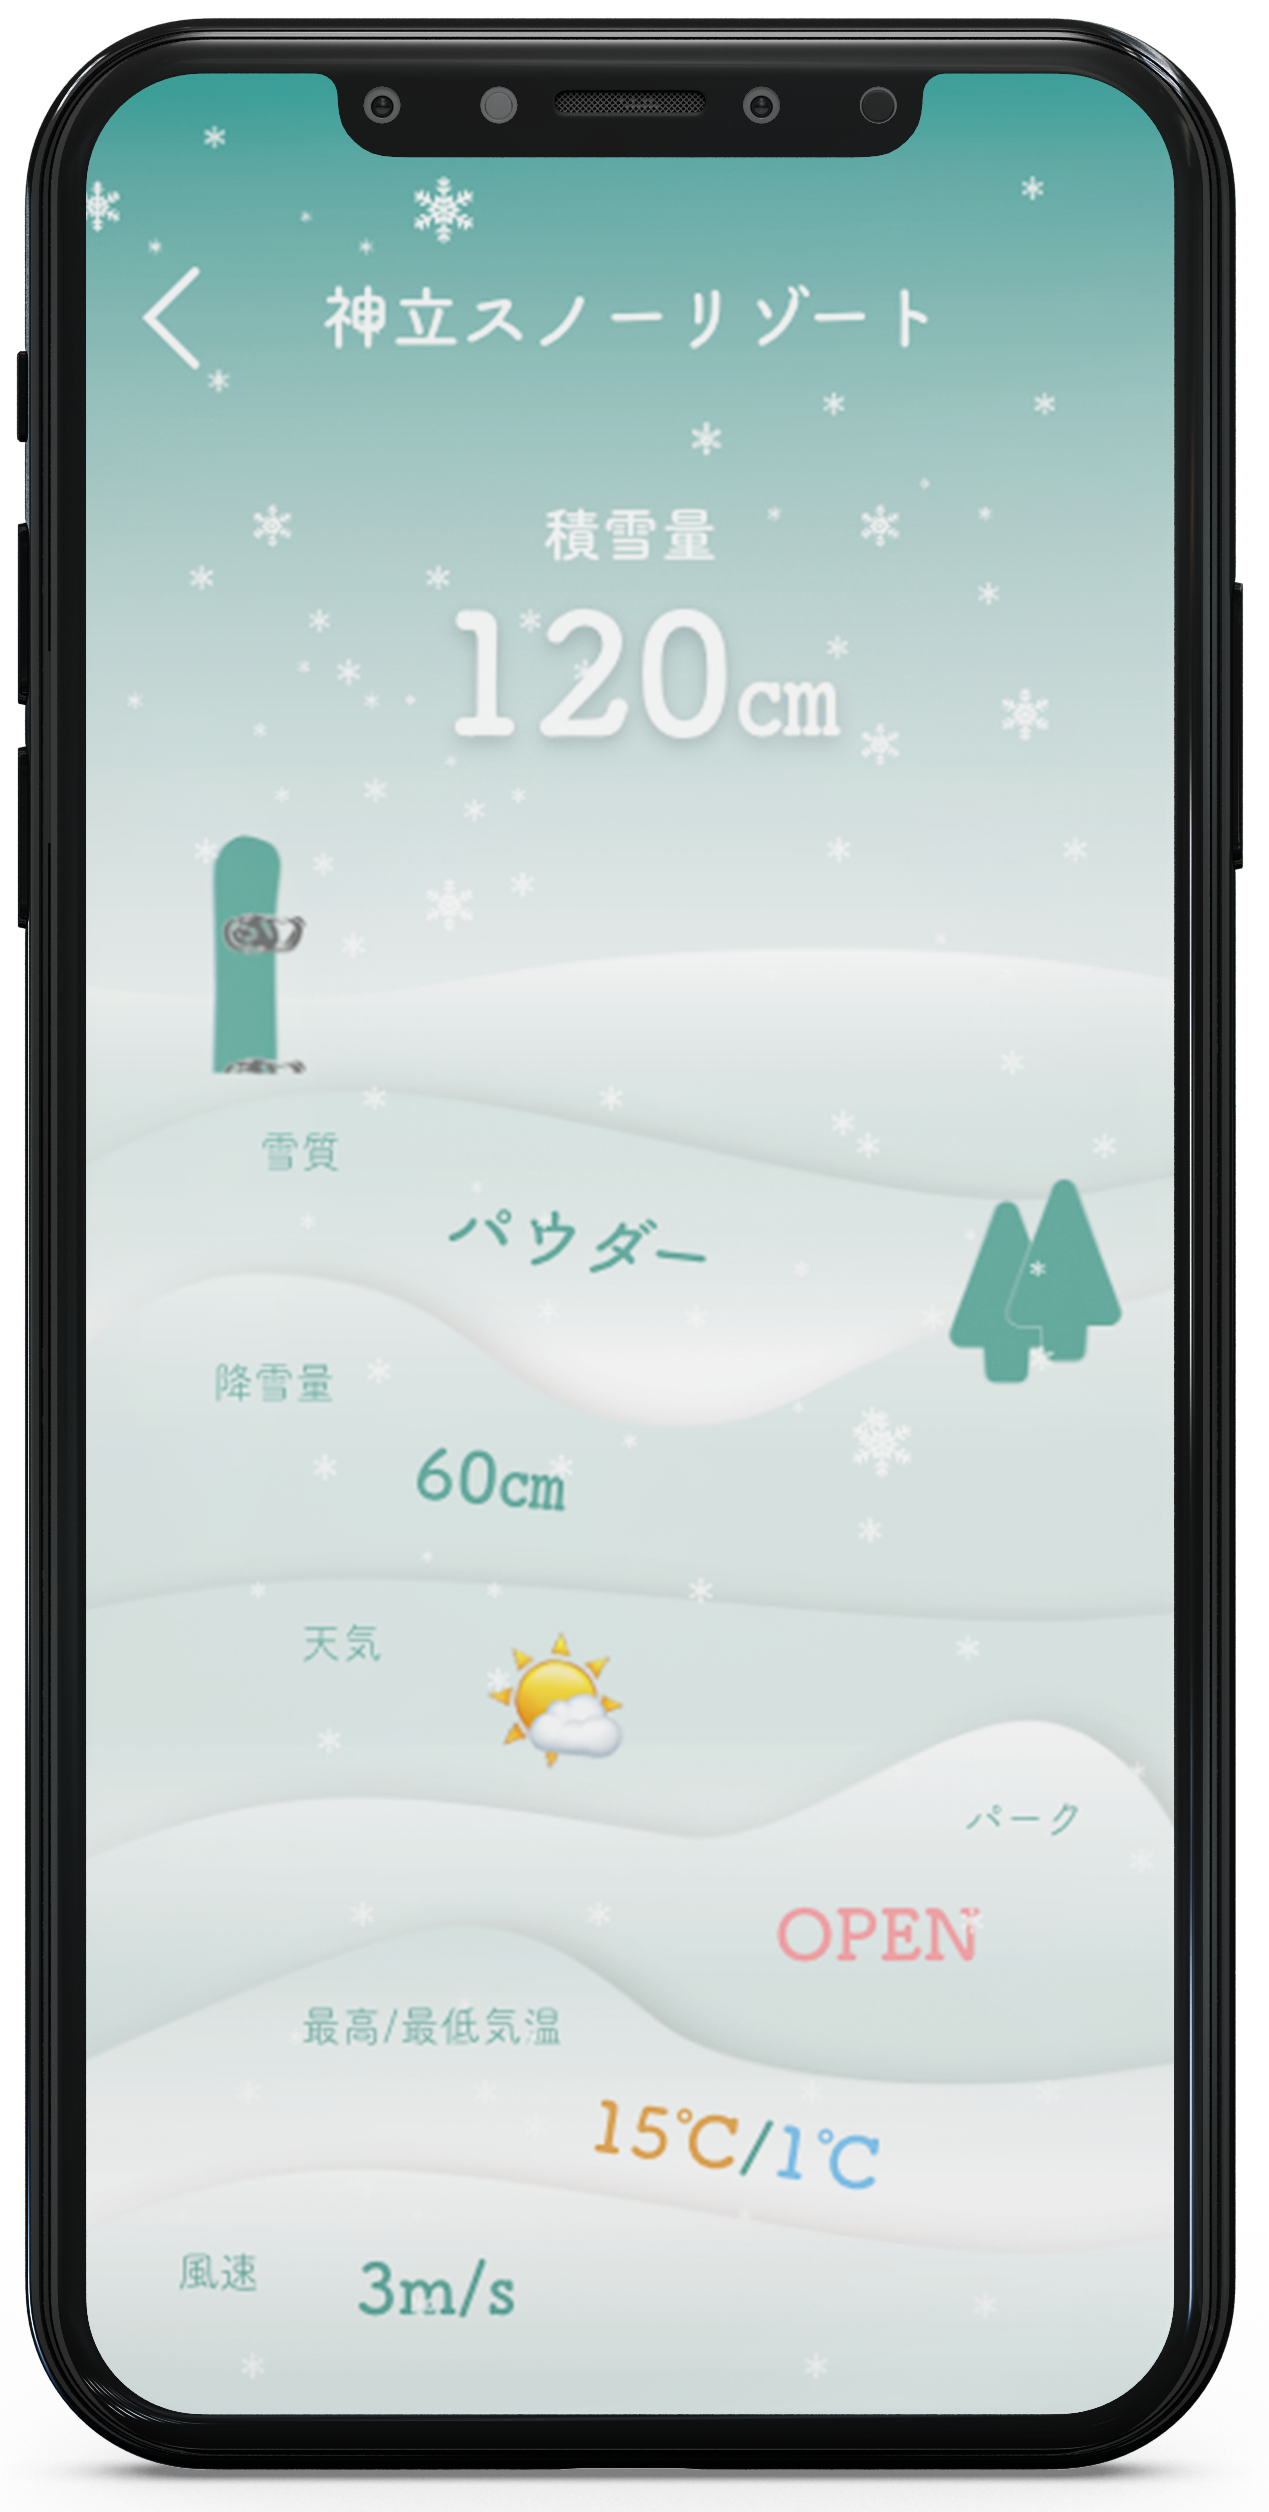 神立スノーリゾート
積雪量
120cm
雪質
パウダー
降雪量
60cm
天気
パーク
OPEN
最高/最低気温
15℃/1℃
風速
3m/s